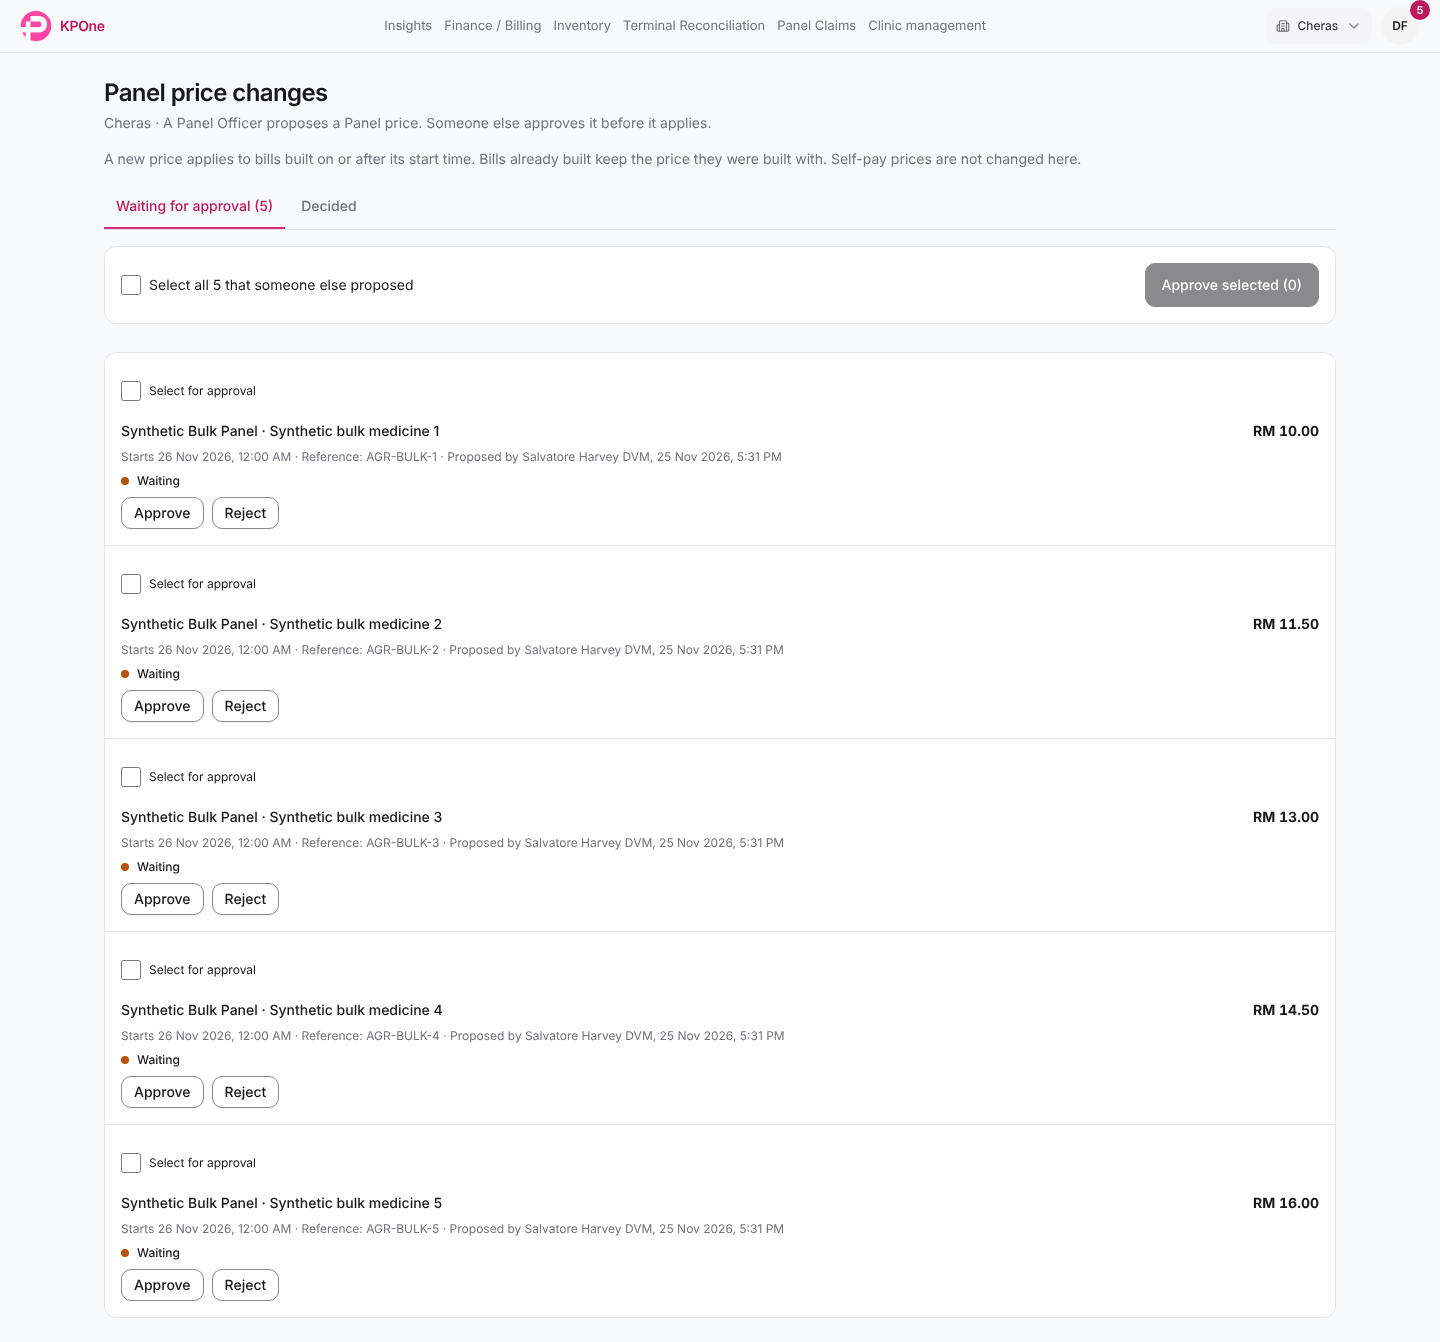 KPOne
Insights Finance / Billing Inventory Terminal Reconciliation Panel Claims Clinic management
Cheras
DF
5
Panel price changes
Cheras · A Panel Officer proposes a Panel price. Someone else approves it before it applies.
A new price applies to bills built on or after its start time. Bills already built keep the price they were built with. Self-pay prices are not changed here.
Waiting for approval (5) Decided
Select all 5 that someone else proposed Approve selected (0)
Select for approval
Synthetic Bulk Panel · Synthetic bulk medicine 1 RM 10.00
Starts 26 Nov 2026, 12:00 AM · Reference: AGR-BULK-1 · Proposed by Salvatore Harvey DVM, 25 Nov 2026, 5:31 PM
Waiting
Approve Reject
Select for approval
Synthetic Bulk Panel · Synthetic bulk medicine 2 RM 11.50
Starts 26 Nov 2026, 12:00 AM · Reference: AGR-BULK-2 · Proposed by Salvatore Harvey DVM, 25 Nov 2026, 5:31 PM
Waiting
Approve Reject
Select for approval
Synthetic Bulk Panel · Synthetic bulk medicine 3 RM 13.00
Starts 26 Nov 2026, 12:00 AM · Reference: AGR-BULK-3 · Proposed by Salvatore Harvey DVM, 25 Nov 2026, 5:31 PM
Waiting
Approve Reject
Select for approval
Synthetic Bulk Panel · Synthetic bulk medicine 4 RM 14.50
Starts 26 Nov 2026, 12:00 AM · Reference: AGR-BULK-4 · Proposed by Salvatore Harvey DVM, 25 Nov 2026, 5:31 PM
Waiting
Approve Reject
Select for approval
Synthetic Bulk Panel · Synthetic bulk medicine 5 RM 16.00
Starts 26 Nov 2026, 12:00 AM · Reference: AGR-BULK-5 · Proposed by Salvatore Harvey DVM, 25 Nov 2026, 5:31 PM
Waiting
Approve Reject